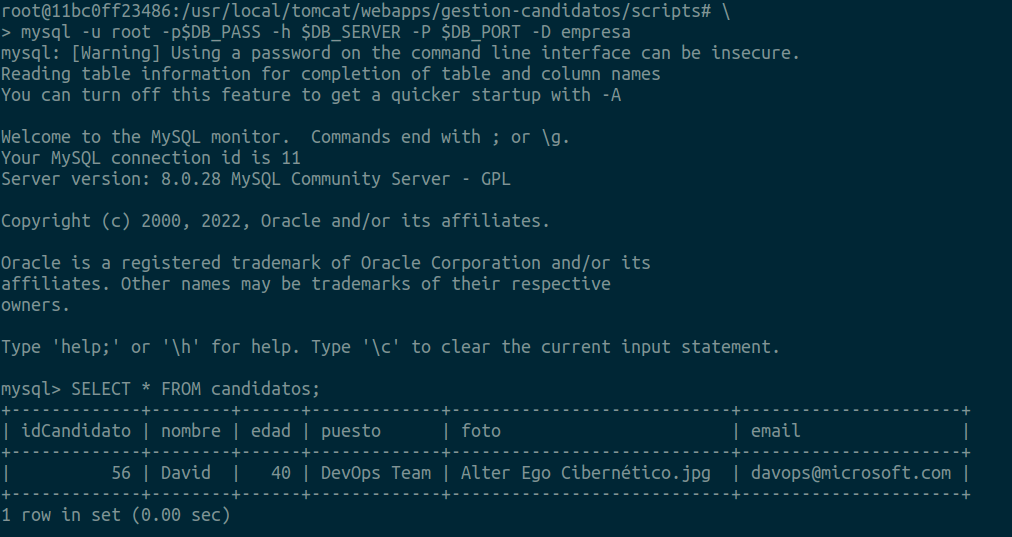 root@11bc0ff23486:/usr/local/tomcat/webapps/gestion-candidatos/scripts# \
> mysql -u root -p$DB_PASS -h $DB_SERVER -P $DB_PORT -D empresa
mysql: [Warning] Using a password on the command line interface can be insecure.
Reading table information for completion of table and column names
You can turn off this feature to get a quicker startup with -A

Welcome to the MySQL monitor.  Commands end with ; or \g.
Your MySQL connection id is 11
Server version: 8.0.28 MySQL Community Server - GPL

Copyright (c) 2000, 2022, Oracle and/or its affiliates.

Oracle is a registered trademark of Oracle Corporation and/or its
affiliates. Other names may be trademarks of their respective
owners.

Type 'help;' or '\h' for help. Type '\c' to clear the current input statement.

mysql> SELECT * FROM candidatos;
+-------------+--------+------+-------------+----------------------------+----------------------+
| idCandidato | nombre | edad | puesto      | foto                       | email                |
+-------------+--------+------+-------------+----------------------------+----------------------+
|          56 | David  |   40 | DevOps Team | Alter Ego Cibernético.jpg  | davops@microsoft.com |
+-------------+--------+------+-------------+----------------------------+----------------------+
1 row in set (0.00 sec)